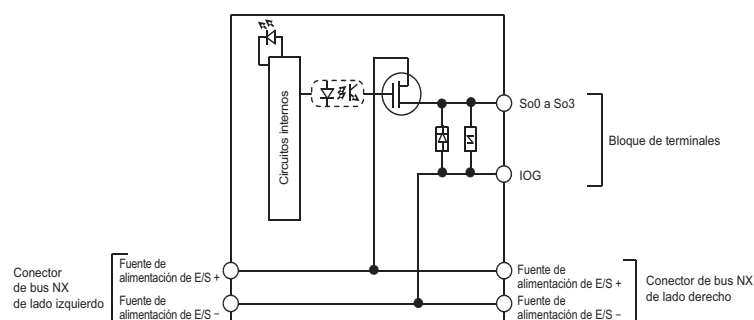 Circuitos internos
So0 a So3
Bloque de terminales
IOG
Conector
de bus NX
de lado izquierdo
Fuente de
alimentación de E/S +
Fuente de
alimentación de E/S −
Fuente de
alimentación de E/S +
Fuente de
alimentación de E/S −
Conector de bus NX
de lado derecho